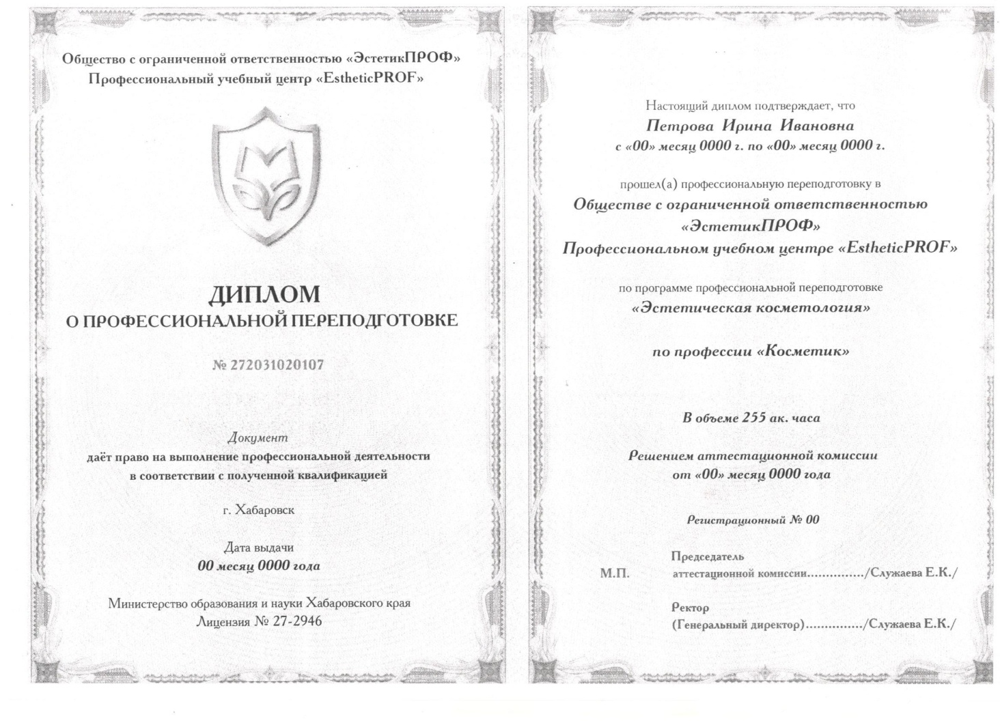 Общество с ограниченной ответственностью «ЭстетикПРОФ»
Профессиональный учебный центр «EstheticPROF»
ДИПЛОМ
О ПРОФЕССИОНАЛЬНОЙ ПЕРЕПОДГОТОВКЕ
№ 272031020107
Документ
даёт право на выполнение профессиональной деятельности
в соответствии с полученной квалификацией
г. Хабаровск
Дата выдачи
00 месяц 0000 года
Министерство образования и науки Хабаровского края
Лицензия № 27-2946
Настоящий диплом подтверждает, что
Петрова Ирина Ивановна
с «00» месяц 0000 г. по «00» месяц 0000 г.
прошел(а) профессиональную переподготовку в
Обществе с ограниченной ответственностью
«ЭстетикПРОФ»
Профессиональном учебном центре «EstheticPROF»
по программе профессиональной переподготовке
«Эстетическая косметология»
по профессии «Косметик»
В объеме 255 ак. часа
Решением аттестационной комиссии
от «00» месяц 0000 года
Регистрационный № 00
Председатель
М.П. аттестационной комиссии.............../Служаева Е.К./
Ректор
(Генеральный директор).............../Служаева Е.К./